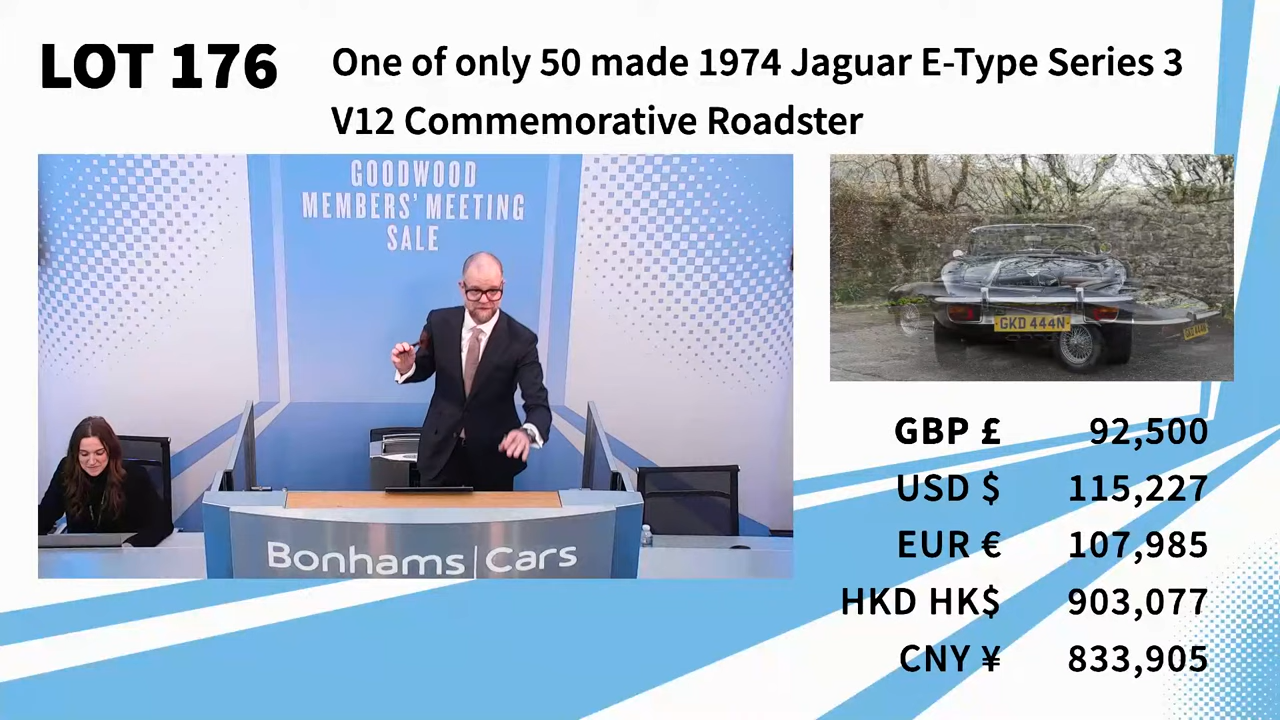 LOT 176
One of only 50 made 1974 Jaguar E-Type Series 3
V12 Commemorative Roadster
GOODWOOD
MEMBERS' MEETING
SALE
Bonhams|Cars
GKD 444N
GBP £ 92,500
USD $ 115,227
EUR € 107,985
HKD HK$ 903,077
CNY ¥ 833,905